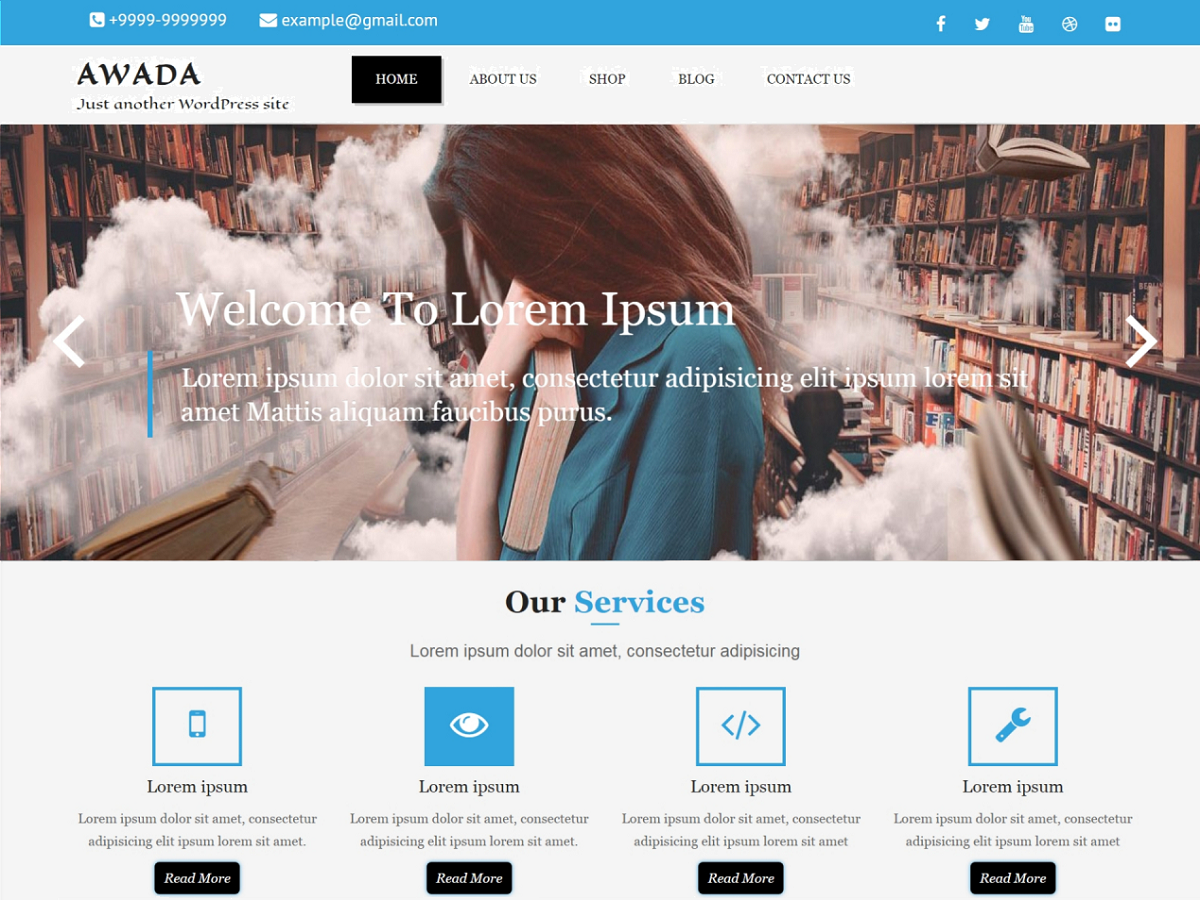 +9999-9999999 example@gmail.com
AWADA
Just another WordPress site
HOME ABOUT US SHOP BLOG CONTACT US
Welcome To Lorem Ipsum
Lorem ipsum dolor sit amet, consectetur adipisicing elit ipsum lorem sit
amet Mattis aliquam faucibus purus.
Our Services
Lorem ipsum dolor sit amet, consectetur adipisicing
Lorem ipsum
Lorem ipsum dolor sit amet, consectetur
adipisicing elit ipsum lorem sit amet.
Read More
Lorem ipsum
Lorem ipsum dolor sit amet, consectetur
adipisicing elit ipsum lorem sit amet.
Read More
Lorem ipsum
Lorem ipsum dolor sit amet, consectetur
adipisicing elit ipsum lorem sit amet
Read More
Lorem ipsum
Lorem ipsum dolor sit amet, consectetur
adipisicing elit ipsum lorem sit amet
Read More